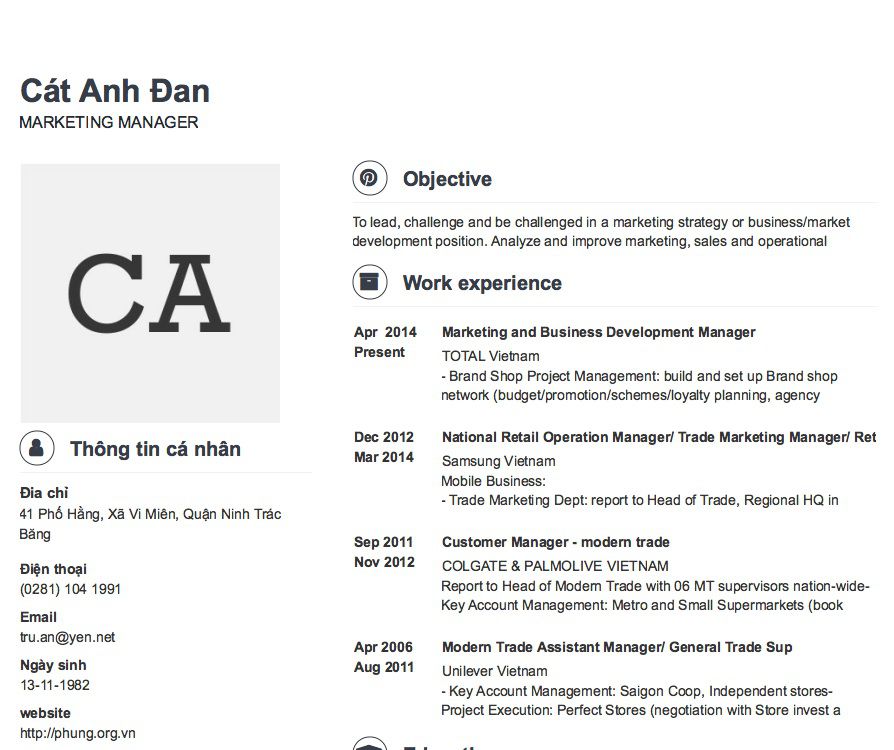 Cát Anh Đan
MARKETING MANAGER
CA
Thông tin cá nhân
Đia chỉ
41 Phố Hằng, Xã Vi Miên, Quận Ninh Trác
Băng
Điện thoại
(0281) 104 1991
Email
tru.an@yen.net
Ngày sinh
13-11-1982
website
http://phung.org.vn
Objective
To lead, challenge and be challenged in a marketing strategy or business/market
development position. Analyze and improve marketing, sales and operational
Work experience
Apr 2014 Marketing and Business Development Manager
Present TOTAL Vietnam
- Brand Shop Project Management: build and set up Brand shop
network (budget/promotion/schemes/loyalty planning, agency
Dec 2012 National Retail Operation Manager/ Trade Marketing Manager/ Ret
Mar 2014 Samsung Vietnam
Mobile Business:
- Trade Marketing Dept: report to Head of Trade, Regional HQ in
Sep 2011 Customer Manager - modern trade
Nov 2012 COLGATE & PALMOLIVE VIETNAM
Report to Head of Modern Trade with 06 MT supervisors nation-wide-
Key Account Management: Metro and Small Supermarkets (book
Apr 2006 Modern Trade Assistant Manager/ General Trade Sup
Aug 2011 Unilever Vietnam
- Key Account Management: Saigon Coop, Independent stores-
Project Execution: Perfect Stores (negotiation with Store invest a